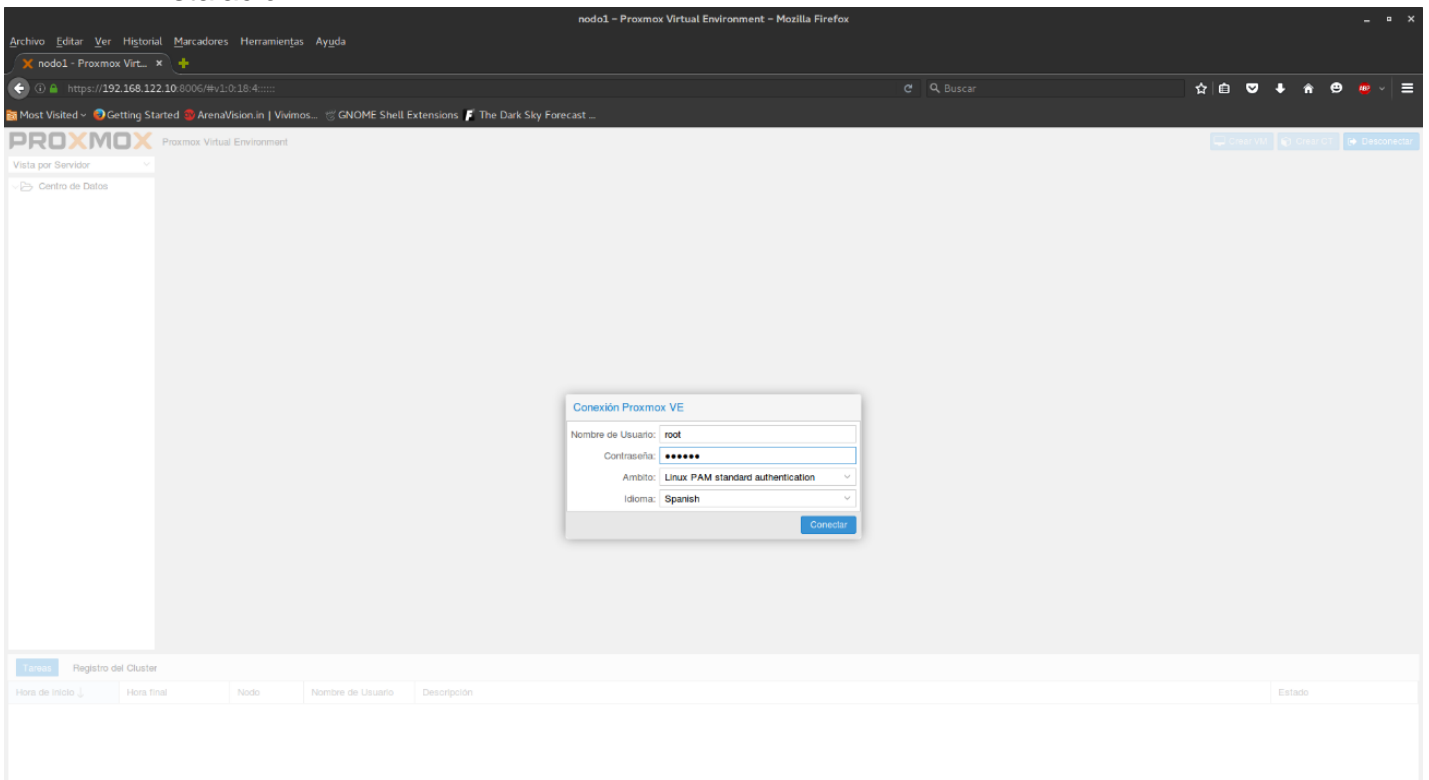 nodo1 – Proxmox Virtual Environment – Mozilla Firefox
Archivo Editar Ver Historial Marcadores Herramientas Ayuda
nodo1 - Proxmox Virt...
https://192.168.122.10:8006/#v1:0:18:4::::::
Buscar
Most Visited
Getting Started
ArenaVision.in | Vivimos...
GNOME Shell Extensions
The Dark Sky Forecast ...
PROXMOX Proxmox Virtual Environment
Crear VM Crear CT Desconectar
Vista por Servidor
Centro de Datos
Conexión Proxmox VE
Nombre de Usuario: root
Contraseña: ●●●●●●
Ambito: Linux PAM standard authentication
Idioma: Spanish
Conectar
Tareas Registro del Cluster
Hora de inicio Hora final Nodo Nombre de Usuario Descripción Estado